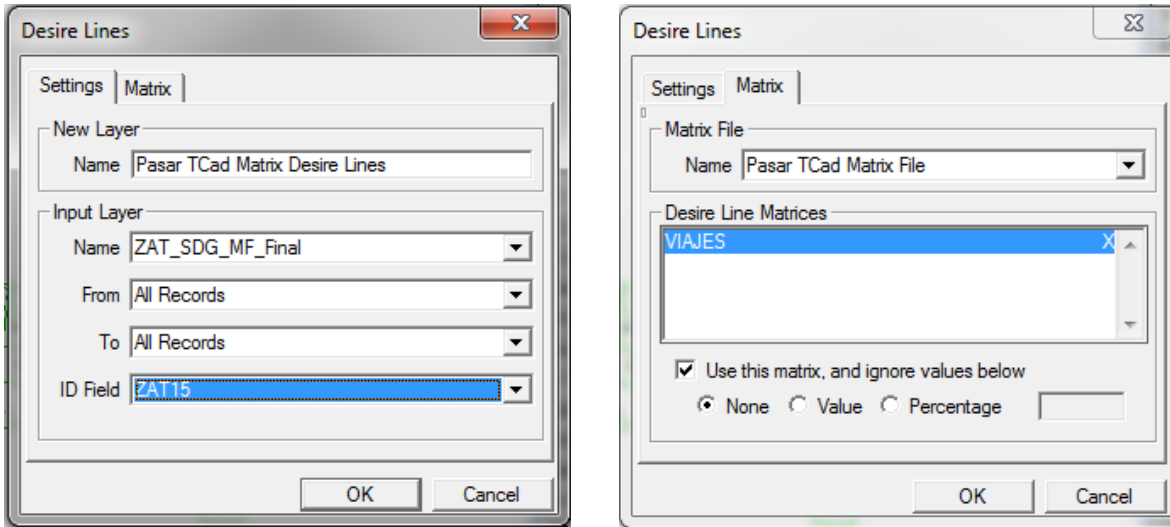 Desire Lines
Settings Matrix
New Layer
Name Pasar TCad Matrix Desire Lines
Input Layer
Name ZAT_SDG_MF_Final
From All Records
To All Records
ID Field ZAT15
OK Cancel
Desire Lines
Settings Matrix
Matrix File
Name Pasar TCad Matrix File
Desire Line Matrices
VIAJES X
Use this matrix, and ignore values below
None Value Percentage
OK Cancel